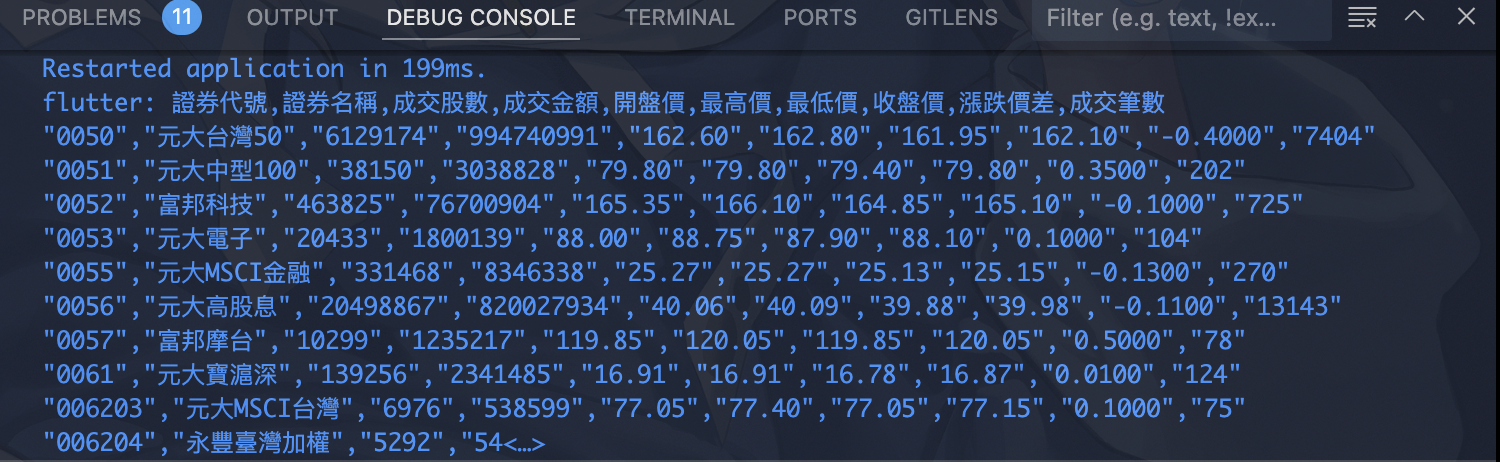 PROBLEMS 11 OUTPUT DEBUG CONSOLE TERMINAL PORTS GITLENS Filter (e.g. text, !ex...
Restarted application in 199ms.
flutter: 證券代號,證券名稱,成交股數,成交金額,開盤價,最高價,最低價,收盤價,漲跌價差,成交筆數
"0050","元大台灣50","6129174","994740991","162.60","162.80","161.95","162.10","-0.4000","7404"
"0051","元大中型100","38150","3038828","79.80","79.80","79.40","79.80","0.3500","202"
"0052","富邦科技","463825","76700904","165.35","166.10","164.85","165.10","-0.1000","725"
"0053","元大電子","20433","1800139","88.00","88.75","87.90","88.10","0.1000","104"
"0055","元大MSCI金融","331468","8346338","25.27","25.27","25.13","25.15","-0.1300","270"
"0056","元大高股息","20498867","820027934","40.06","40.09","39.88","39.98","-0.1100","13143"
"0057","富邦摩台","10299","1235217","119.85","120.05","119.85","120.05","0.5000","78"
"0061","元大寶滬深","139256","2341485","16.91","16.91","16.78","16.87","0.0100","124"
"006203","元大MSCI台灣","6976","538599","77.05","77.40","77.05","77.15","0.1000","75"
"006204","永豐臺灣加權","5292","54<…>